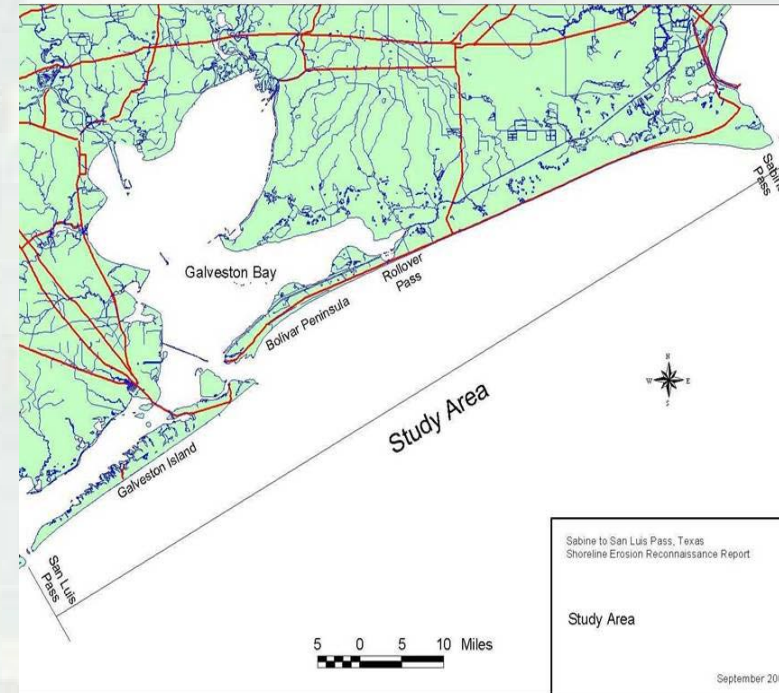 Galveston Bay
Rollover
Pass
Bolivar Peninsula
Pass
Study Area
N
W E
S
Galveston Island
San Luis
Pass
5 0 5 10 Miles
Sabine to San Luis Pass, Texas
Shoreline Erosion Reconnaissance Report
Study Area
September